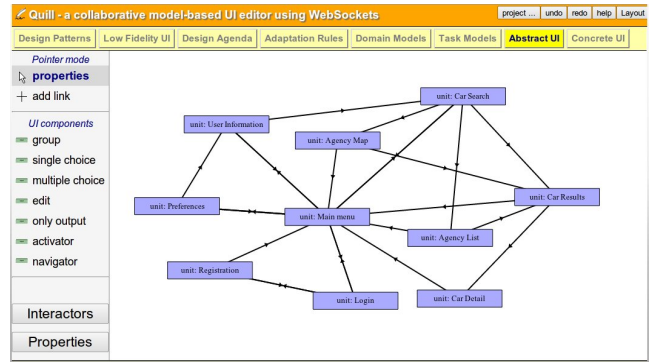 Quill - a collaborative model-based UI editor using WebSockets
project ... undo redo help Layout
Design Patterns Low Fidelity UI Design Agenda Adaptation Rules Domain Models Task Models Abstract UI Concrete UI
Pointer mode
properties
add link
UI components
group
single choice
multiple choice
edit
only output
activator
navigator
Interactors
Properties
unit: Car Search
unit: User Information
unit: Agency Map
unit: Car Results
unit: Preferences
unit: Main menu
unit: Agency List
unit: Registration
unit: Login
unit: Car Detail